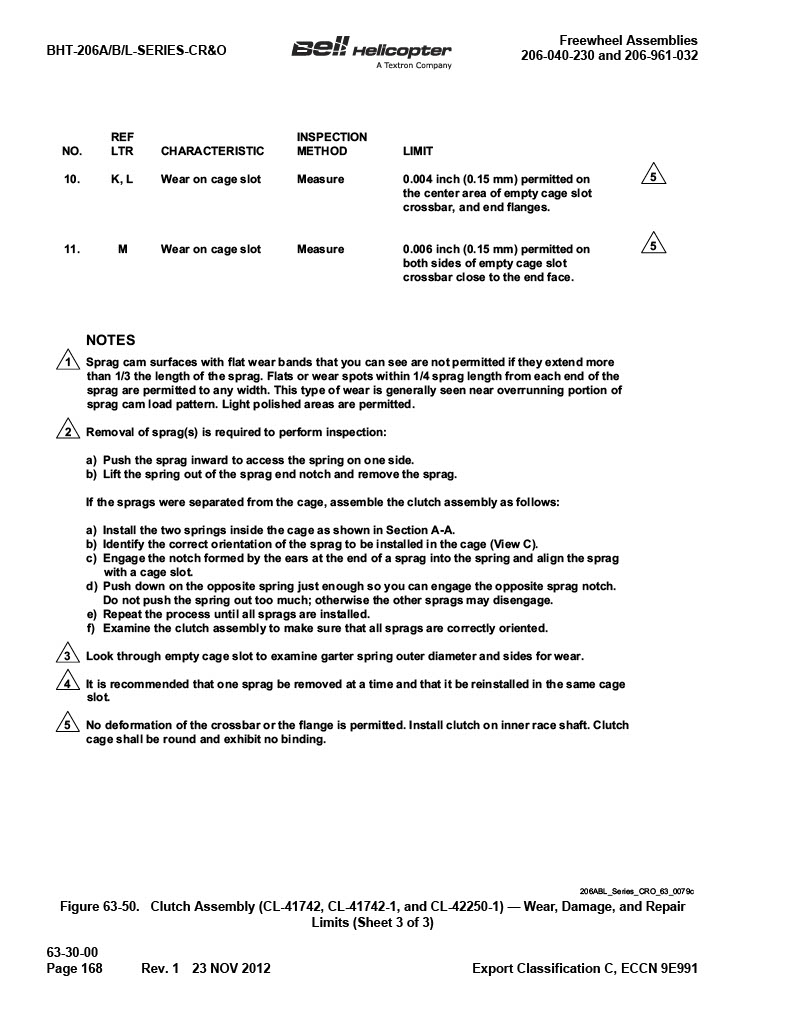 BHT-206A/B/L-SERIES-CR&O
Bell Helicopter
A Textron Company
Freewheel Assemblies
206-040-230 and 206-961-032
NO. REF LTR CHARACTERISTIC INSPECTION METHOD LIMIT
10. K, L Wear on cage slot Measure 0.004 inch (0.15 mm) permitted on 5
the center area of empty cage slot
crossbar, and end flanges.
11. M Wear on cage slot Measure 0.006 inch (0.15 mm) permitted on 5
both sides of empty cage slot
crossbar close to the end face.
NOTES
1 Sprag cam surfaces with flat wear bands that you can see are not permitted if they extend more
than 1/3 the length of the sprag. Flats or wear spots within 1/4 sprag length from each end of the
sprag are permitted to any width. This type of wear is generally seen near overrunning portion of
sprag cam load pattern. Light polished areas are permitted.
2 Removal of sprag(s) is required to perform inspection:
a) Push the sprag inward to access the spring on one side.
b) Lift the spring out of the sprag end notch and remove the sprag.
If the sprags were separated from the cage, assemble the clutch assembly as follows:
a) Install the two springs inside the cage as shown in Section A-A.
b) Identify the correct orientation of the sprag to be installed in the cage (View C).
c) Engage the notch formed by the ears at the end of a sprag into the spring and align the sprag
with a cage slot.
d) Push down on the opposite spring just enough so you can engage the opposite sprag notch.
Do not push the spring out too much; otherwise the other sprags may disengage.
e) Repeat the process until all sprags are installed.
f) Examine the clutch assembly to make sure that all sprags are correctly oriented.
3 Look through empty cage slot to examine garter spring outer diameter and sides for wear.
4 It is recommended that one sprag be removed at a time and that it be reinstalled in the same cage
slot.
5 No deformation of the crossbar or the flange is permitted. Install clutch on inner race shaft. Clutch
cage shall be round and exhibit no binding.
206ABL_Series_CRO_63_0079c
Figure 63-50. Clutch Assembly (CL-41742, CL-41742-1, and CL-42250-1) — Wear, Damage, and Repair
Limits (Sheet 3 of 3)
63-30-00
Page 168 Rev. 1 23 NOV 2012 Export Classification C, ECCN 9E991